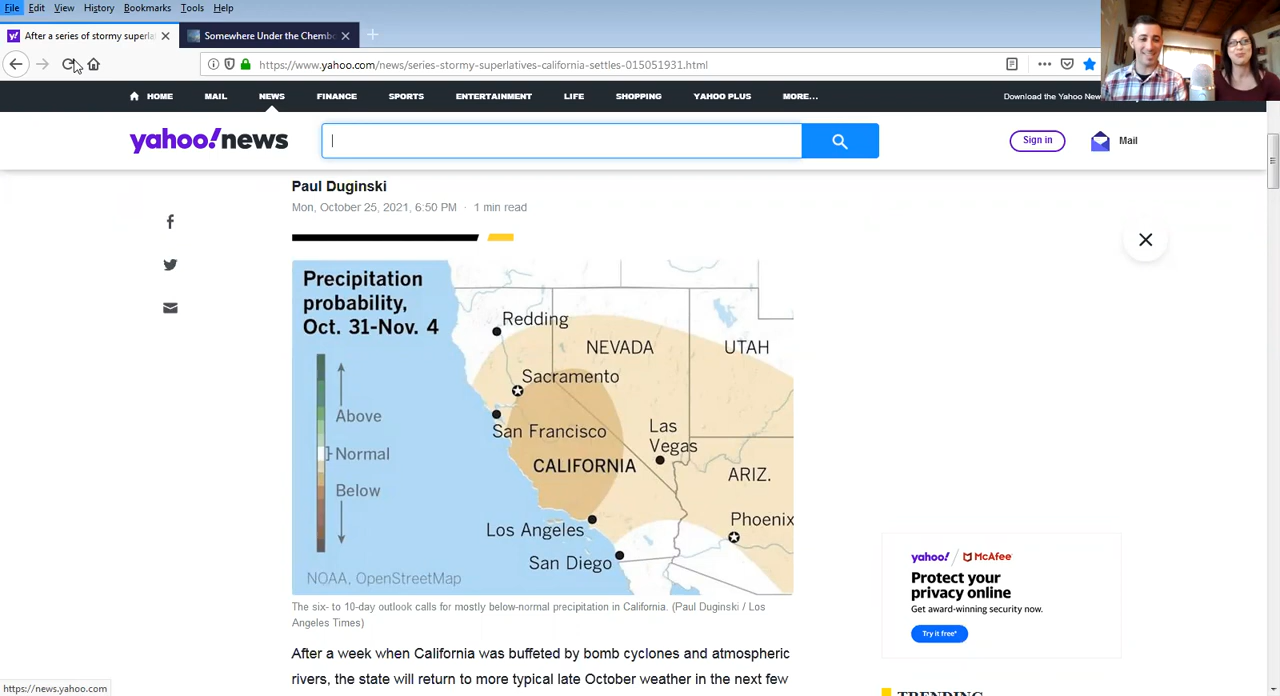 File Edit View History Bookmarks Tools Help
After a series of stormy superla
Somewhere Under the Chembo
https://www.yahoo.com/news/series-stormy-superlatives-california-settles-015051931.html
HOME MAIL NEWS FINANCE SPORTS ENTERTAINMENT LIFE SHOPPING YAHOO PLUS MORE... Download the Yahoo New
yahoo!news
Sign in
Mail
Paul Duginski
Mon, October 25, 2021, 6:50 PM · 1 min read
Precipitation
probability,
Oct. 31-Nov. 4
Above
Normal
Below
Redding
NEVADA
UTAH
Sacramento
San Francisco
Las
Vegas
CALIFORNIA
ARIZ.
Los Angeles
Phoenix
San Diego
NOAA, OpenStreetMap
The six- to 10-day outlook calls for mostly below-normal precipitation in California. (Paul Duginski / Los
Angeles Times)
After a week when California was buffeted by bomb cyclones and atmospheric
rivers, the state will return to more typical late October weather in the next few
yahoo! / McAfee
Protect your
privacy online
Get award-winning security now.
Try it free*
TRENDING
https://news.yahoo.com